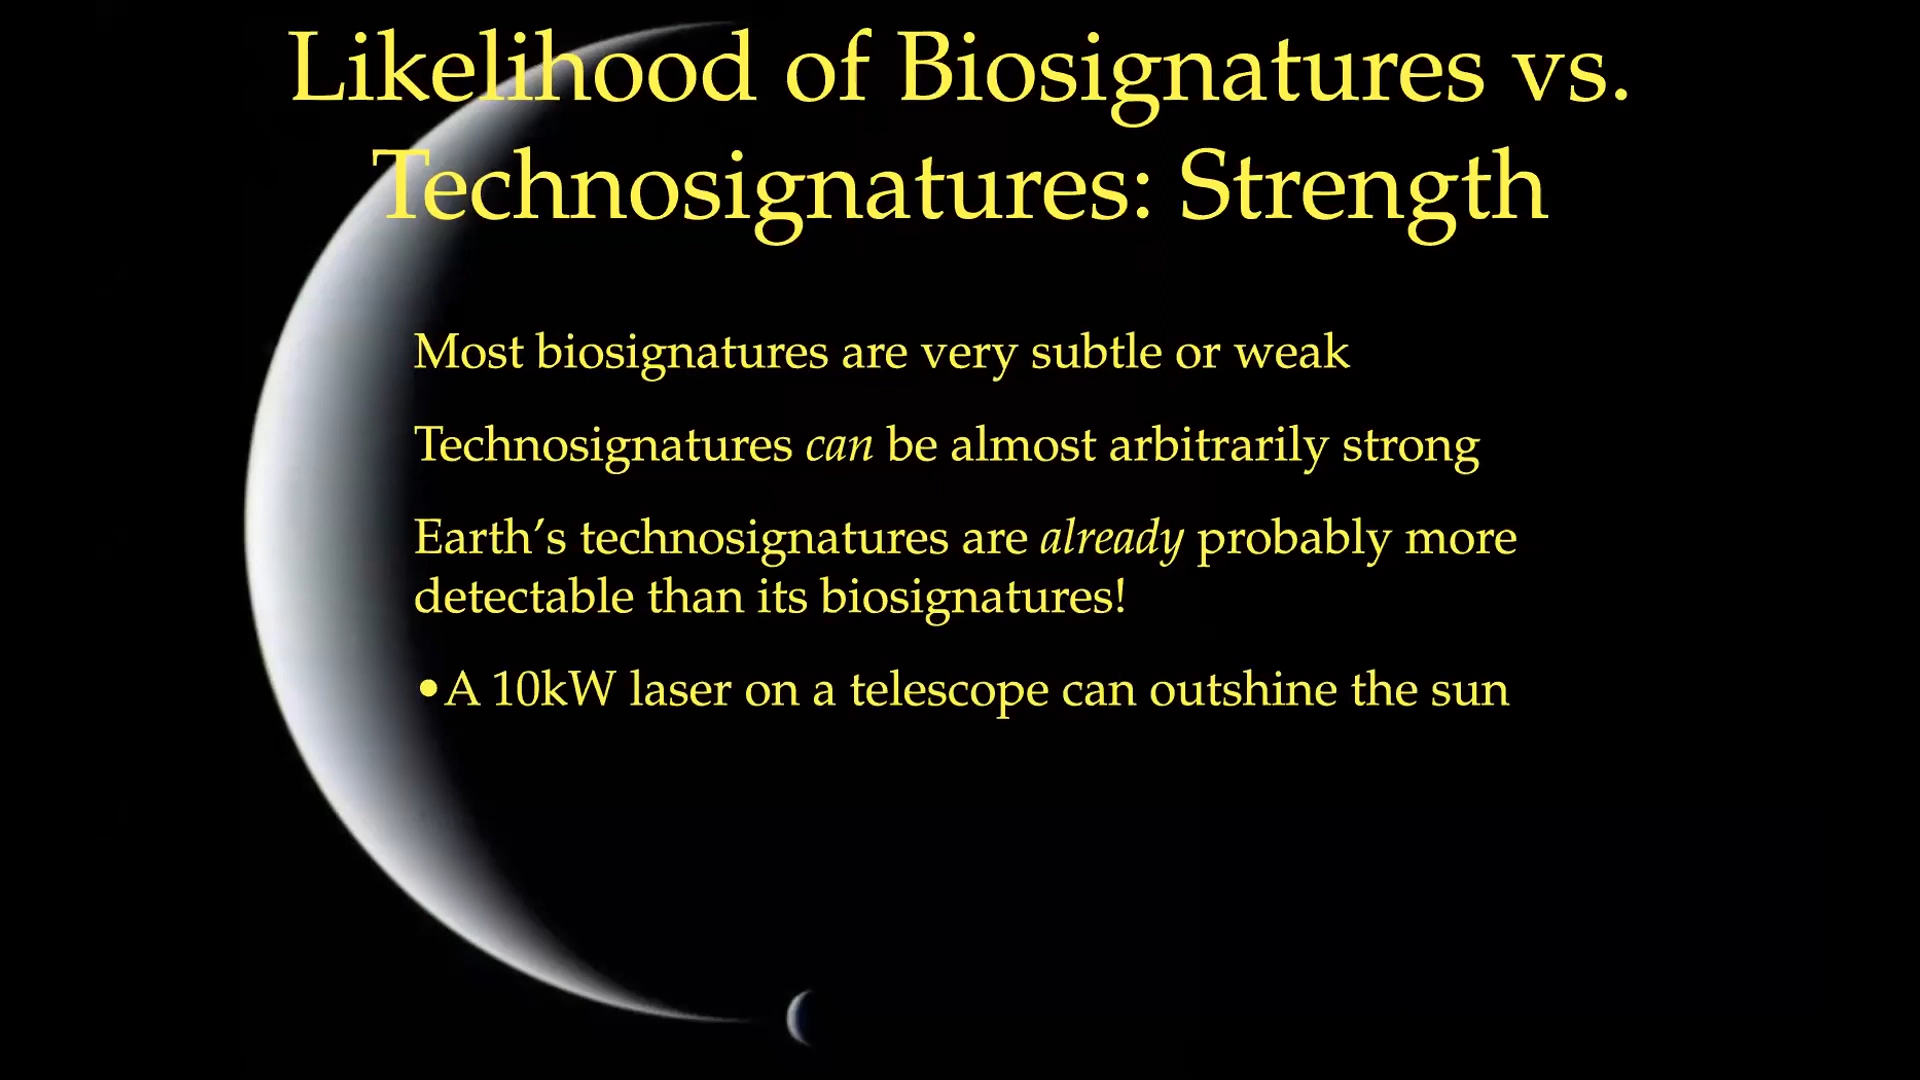 Likelihood of Biosignatures vs.
Technosignatures: Strength
Most biosignatures are very subtle or weak
Technosignatures can be almost arbitrarily strong
Earth’s technosignatures are already probably more
detectable than its biosignatures!
•A 10kW laser on a telescope can outshine the sun